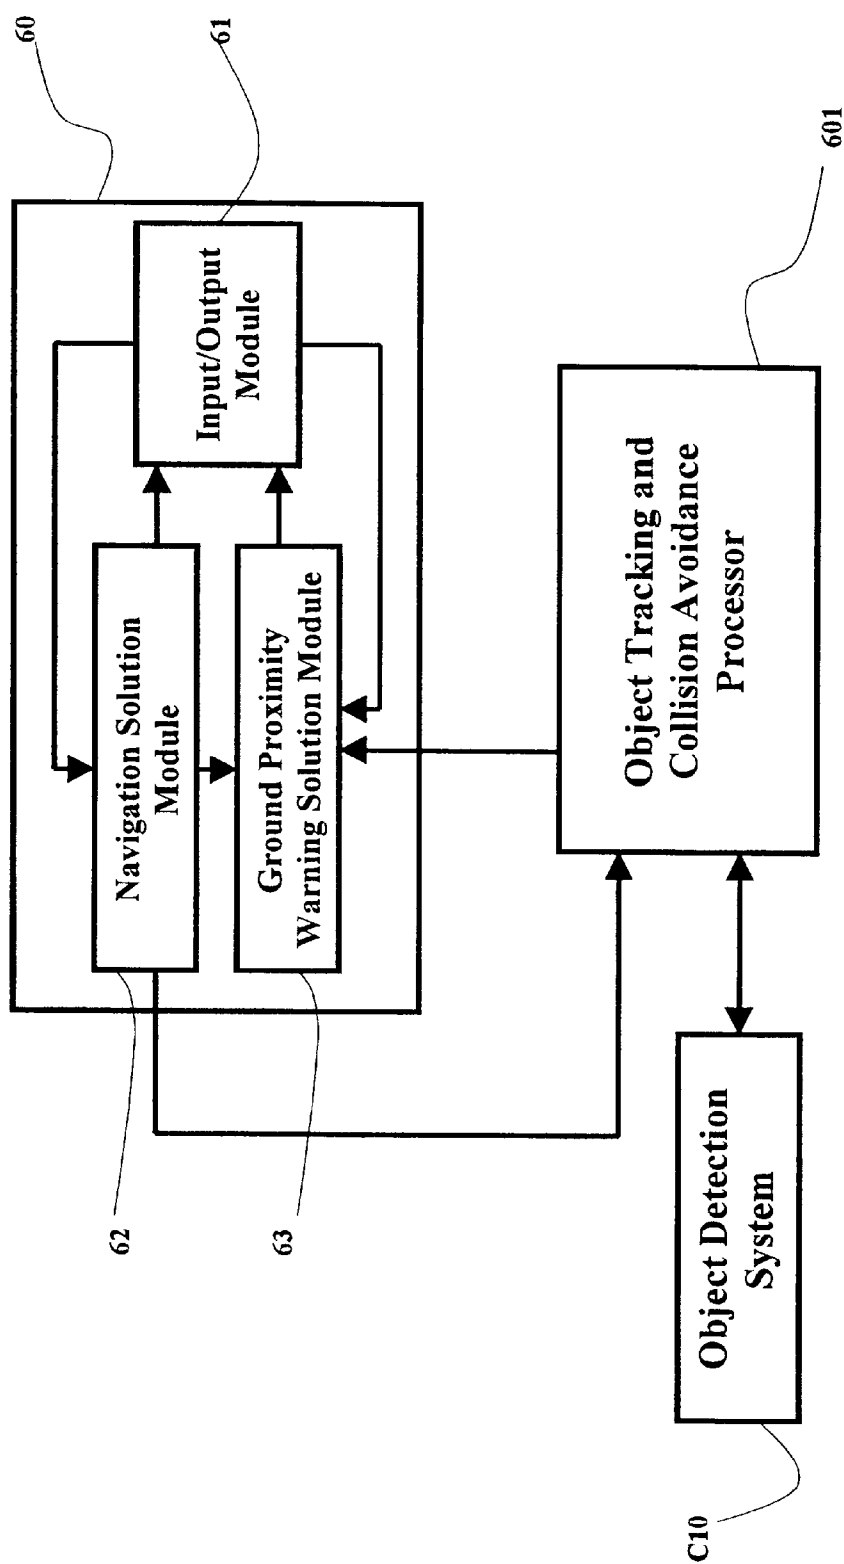 60
61
Input/Output
Module
Navigation Solution
Module
Ground Proximity
Warning Solution Module
62
63
Object Tracking and
Collision Avoidance
Processor
601
Object Detection
System
C10